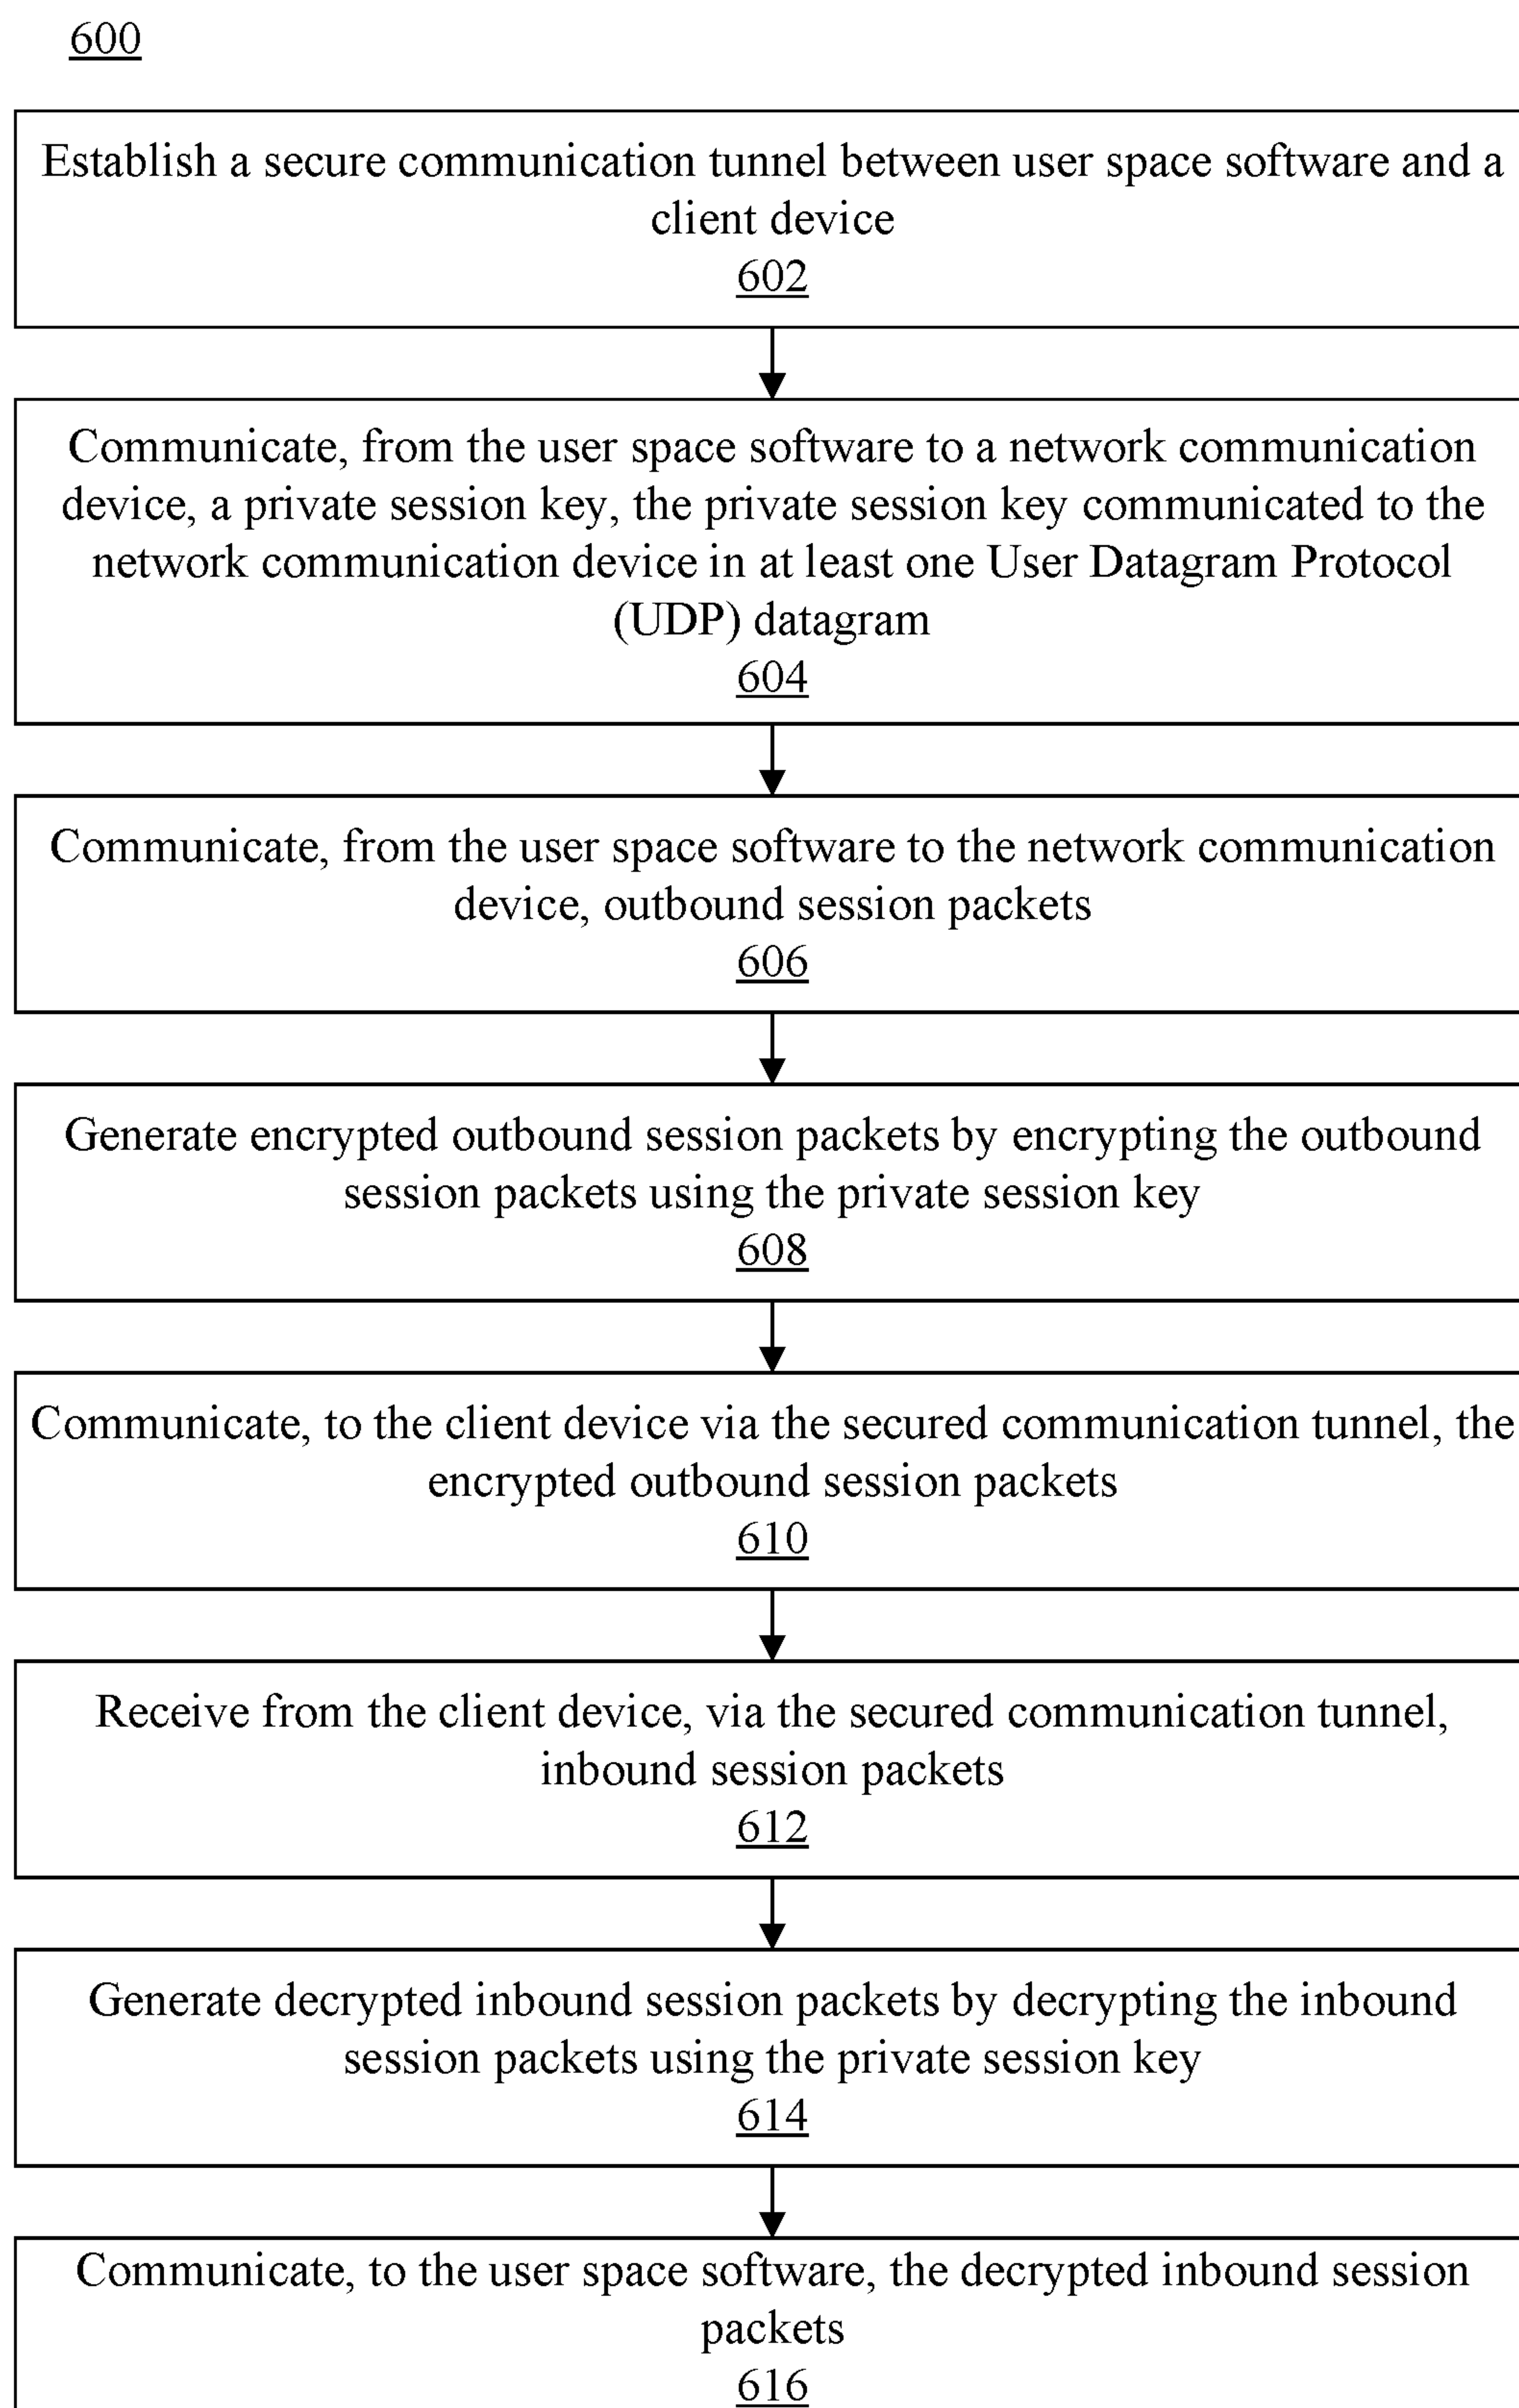 600
Establish a secure communication tunnel between user space software and a
client device
602
Communicate, from the user space software to a network communication
device, a private session key, the private session key communicated to the
network communication device in at least one User Datagram Protocol
(UDP) datagram
604
Communicate, from the user space software to the network communication
device, outbound session packets
606
Generate encrypted outbound session packets by encrypting the outbound
session packets using the private session key
608
Communicate, to the client device via the secured communication tunnel, the
encrypted outbound session packets
610
Receive from the client device, via the secured communication tunnel,
inbound session packets
612
Generate decrypted inbound session packets by decrypting the inbound
session packets using the private session key
614
Communicate, to the user space software, the decrypted inbound session
packets
616